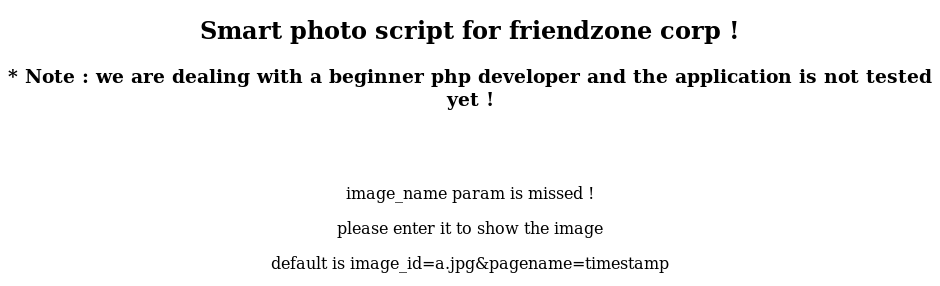 Smart photo script for friendzone corp !
* Note : we are dealing with a beginner php developer and the application is not tested
yet !
image_name param is missed !
please enter it to show the image
default is image_id=a.jpg&pagename=timestamp